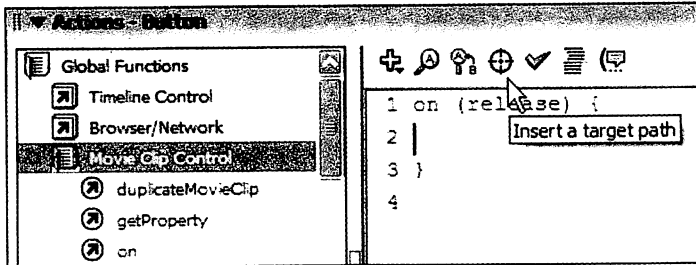 Actions - Button
Global Functions
Timeline Control
Browser/Network
Movie Clip Control
duplicateMovieClip
getProperty
on
1 on (release) {
Insert a target path
2
3 }
4